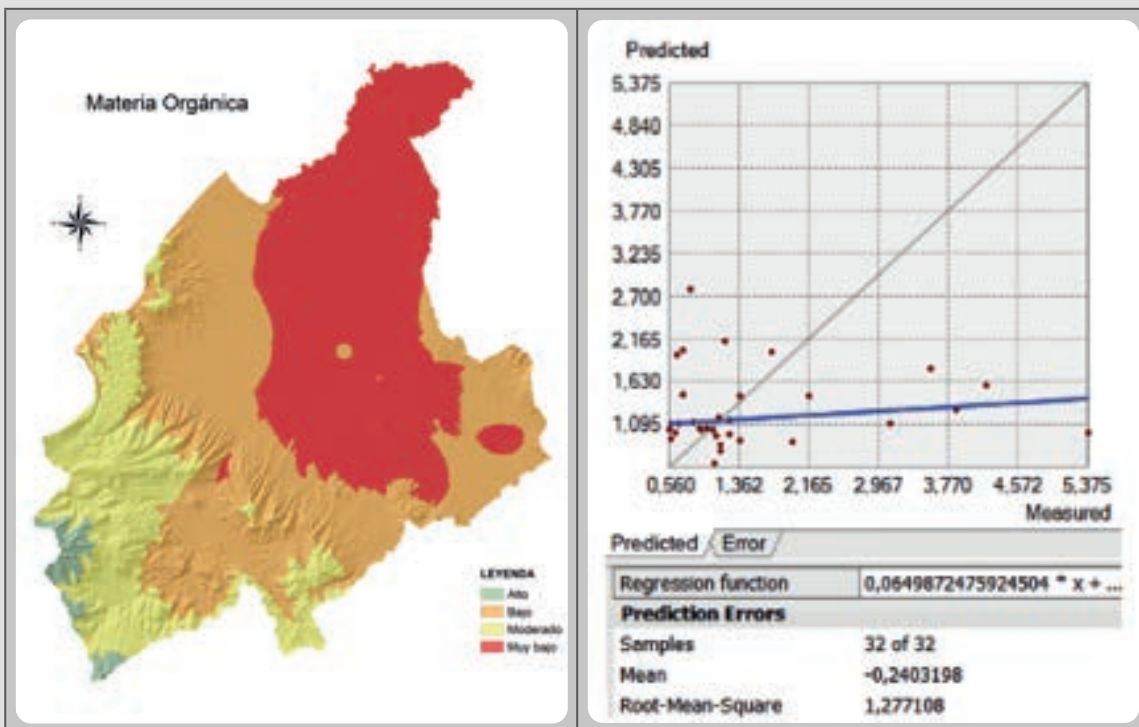 Materia Orgánica
LEYENDA
Alto
Bajo
Moderado
Muy bajo
Predicted
5,375
4.840
4.305
3.770
3.235
2.700
2.165
1.630
1.095
0,560 1,362 2,165 2,967 3,770 4,572 5,375
Measured
Predicted Error
Regression function 0,0649872475924504 * x + ...
Prediction Errors
Samples 32 of 32
Mean -0,2403198
Root-Mean-Square 1,277108